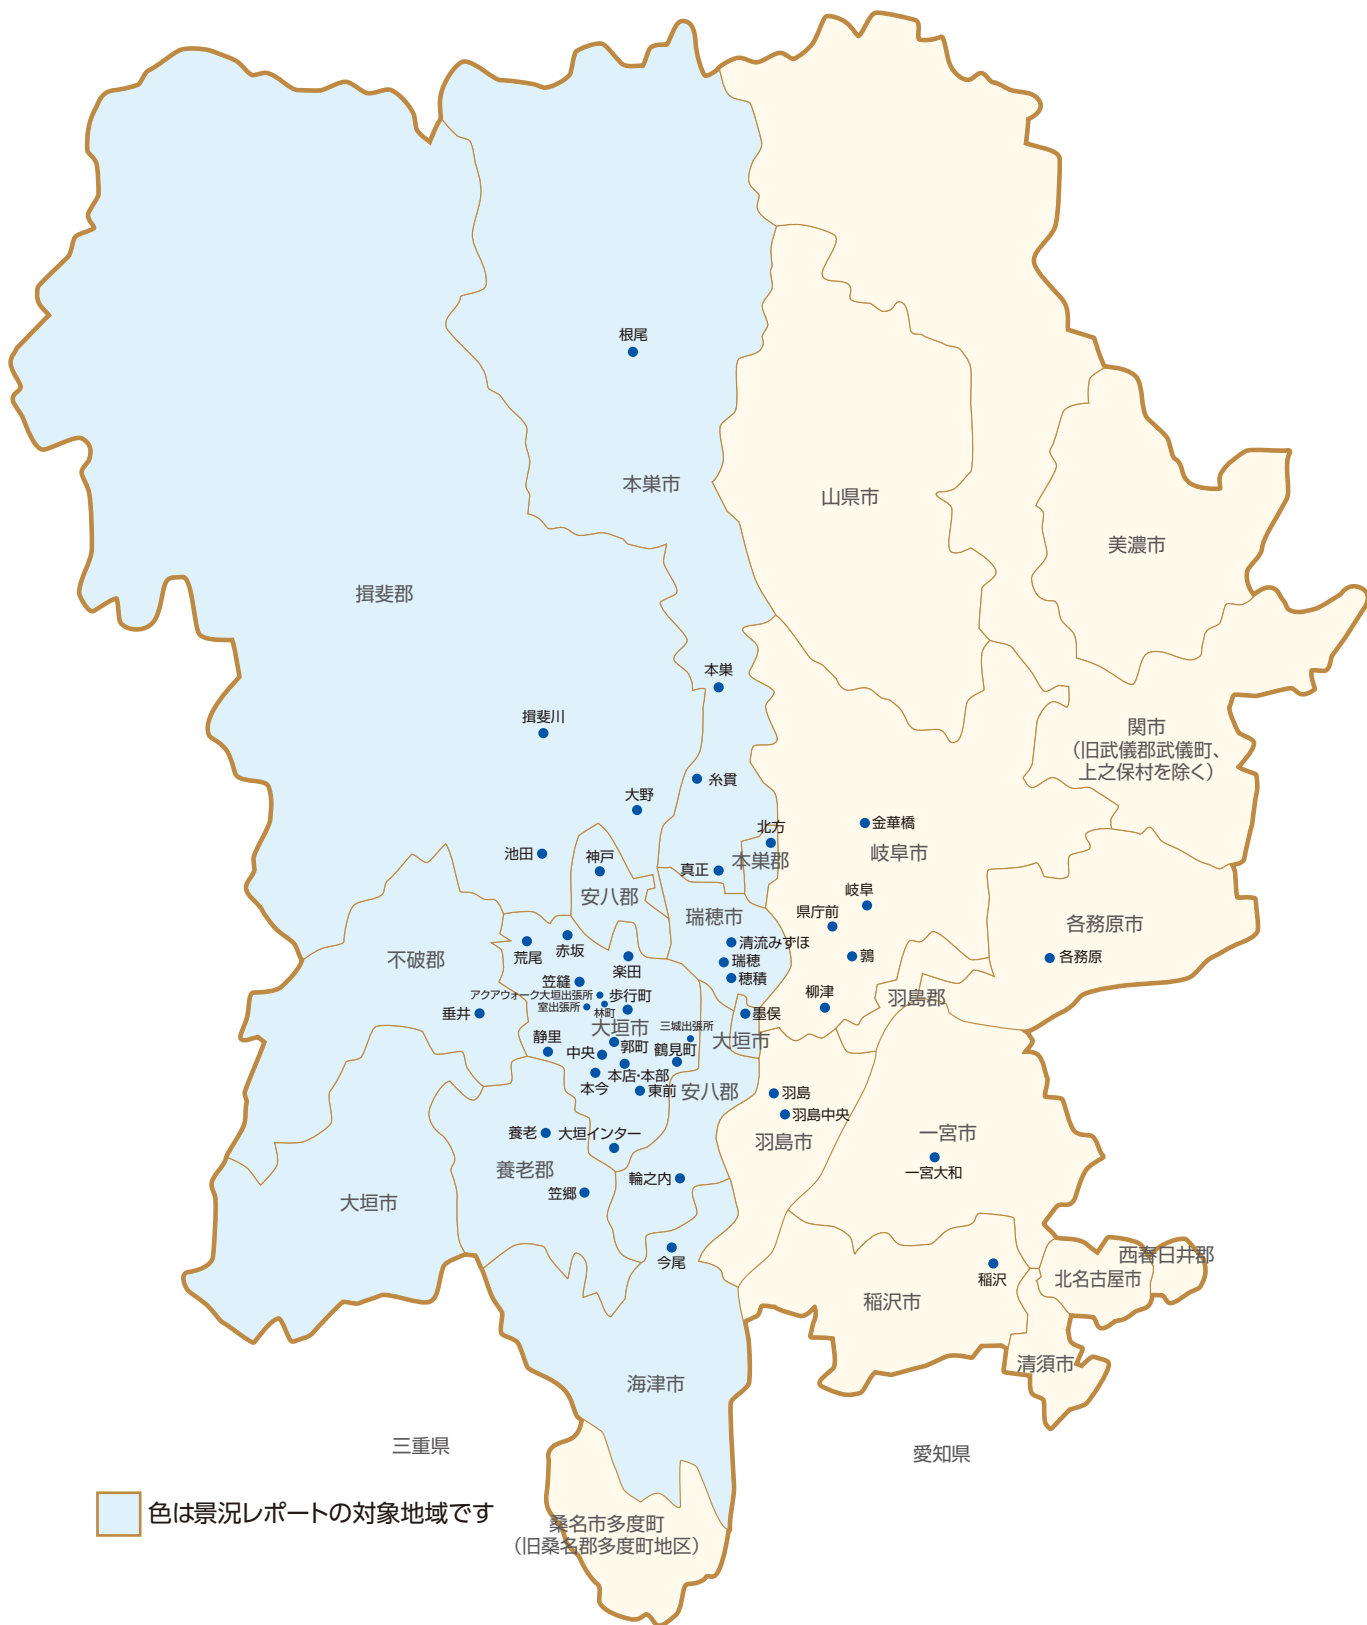 根尾
本巣市
山県市
美濃市
揖斐郡
本巣
揖斐川
関市
（旧武儀郡武儀町、
上之保村を除く）
糸貫
大野
北方
金華橋
池田
神戸
真正
本巣郡
岐阜市
安八郡
岐阜
県庁前
瑞穂市
各務原市
赤坂
荒尾
清流みずほ
鶉
各務原
不破郡
楽田
瑞穂
笠縫
穂積
アクアウォーク大垣出張所
歩行町
柳津
羽島郡
室出張所
林町
垂井
墨俣
大垣市
三城出張所
大垣市
静里
中央
郭町
鶴見町
本店・本部
本今
東前
安八郡
羽島
羽島中央
養老
大垣インター
羽島市
一宮市
養老郡
一宮大和
笠郷
輪之内
大垣市
今尾
西春日井郡
稲沢
北名古屋市
稲沢市
清須市
海津市
三重県
愛知県
色は景況レポートの対象地域です
桑名市多度町
（旧桑名郡多度町地区）